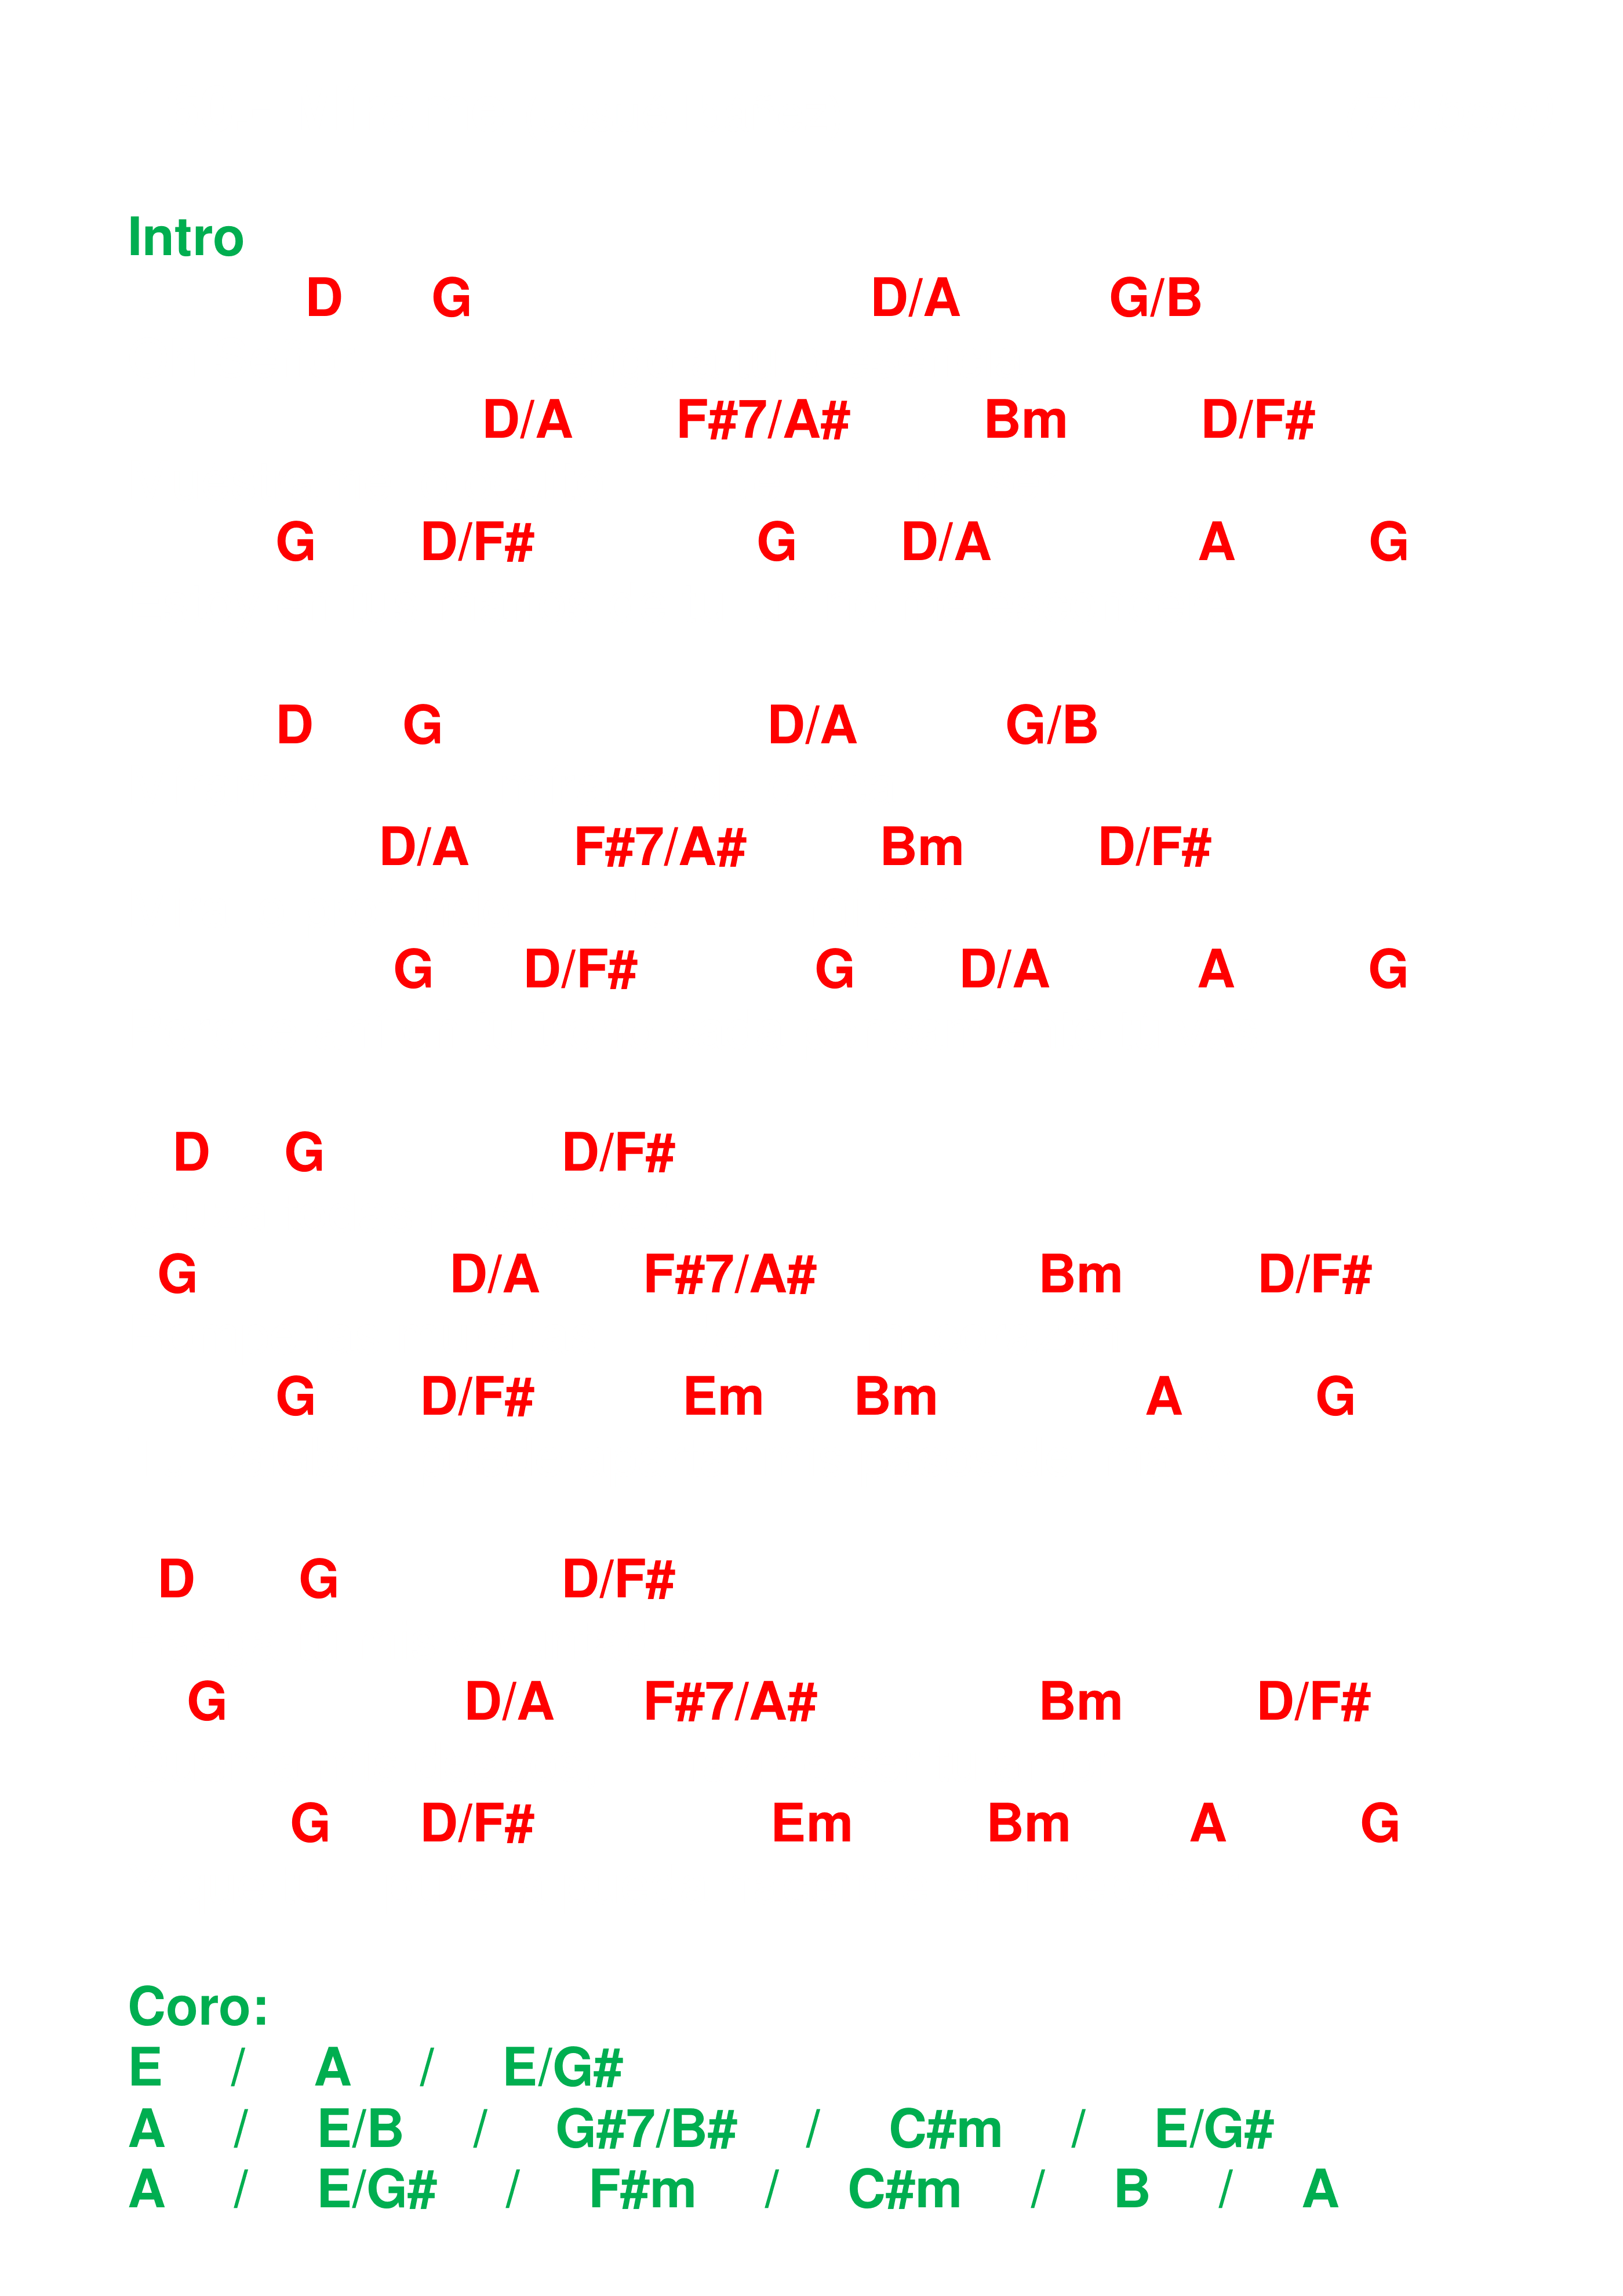 Intro
D G D/A G/B
D/A F#7/A# Bm D/F#
G D/F# G D/A A G
D G D/A G/B
D/A F#7/A# Bm D/F#
G D/F# G D/A A G
D G D/F#
G D/A F#7/A# Bm D/F#
G D/F# Em Bm A G
D G D/F#
G D/A F#7/A# Bm D/F#
G D/F# Em Bm A G
Coro:
E / A / E/G#
A / E/B / G#7/B# / C#m / E/G#
A / E/G# / F#m / C#m / B / A